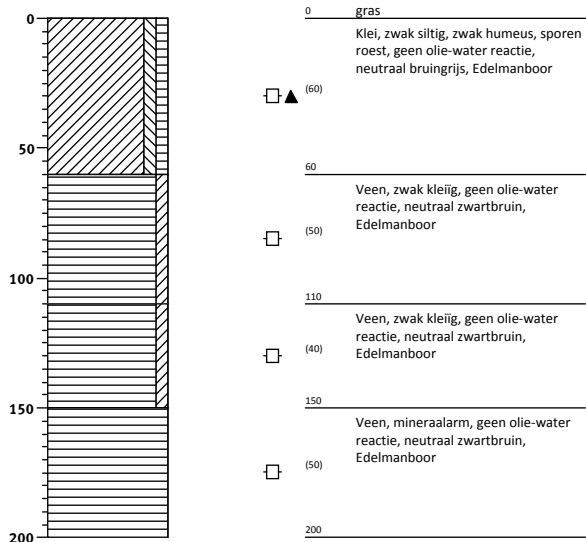 0
0 gras
Klei, zwak siltig, zwak humeus, sporen
roest, geen olie-water reactie,
neutraal bruingrijs, Edelmanboor
(60)
50
60
Veen, zwak kleiïg, geen olie-water
reactie, neutraal zwartbruin,
Edelmanboor
(50)
100
110
Veen, zwak kleiïg, geen olie-water
reactie, neutraal zwartbruin,
Edelmanboor
(40)
150
150
Veen, mineraalarm, geen olie-water
reactie, neutraal zwartbruin,
Edelmanboor
(50)
200
200